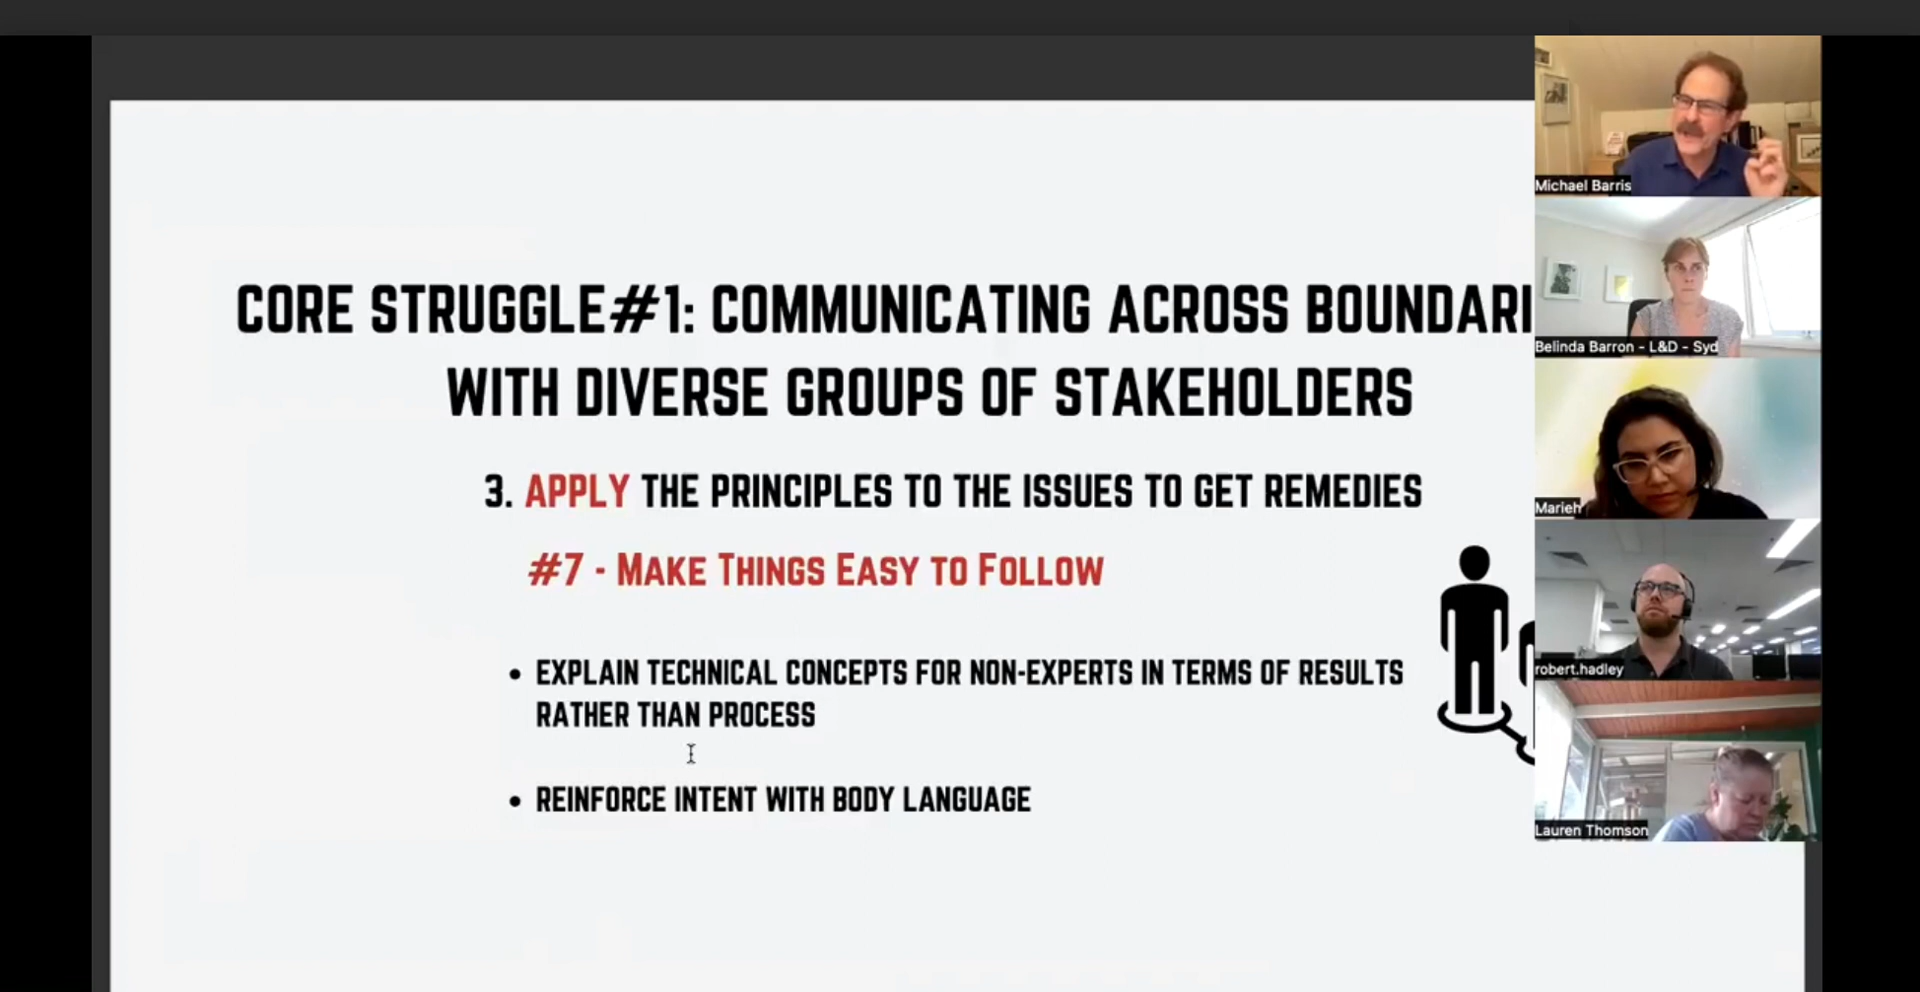 CORE STRUGGLE#1: COMMUNICATING ACROSS BOUNDARI
WITH DIVERSE GROUPS OF STAKEHOLDERS
3. APPLY THE PRINCIPLES TO THE ISSUES TO GET REMEDIES
#7 - MAKE THINGS EASY TO FOLLOW
• EXPLAIN TECHNICAL CONCEPTS FOR NON-EXPERTS IN TERMS OF RESULTS
RATHER THAN PROCESS
• REINFORCE INTENT WITH BODY LANGUAGE
Michael Barris
Belinda Barron - L&D - Syd
Marieh
robert.hadley
Lauren Thomson